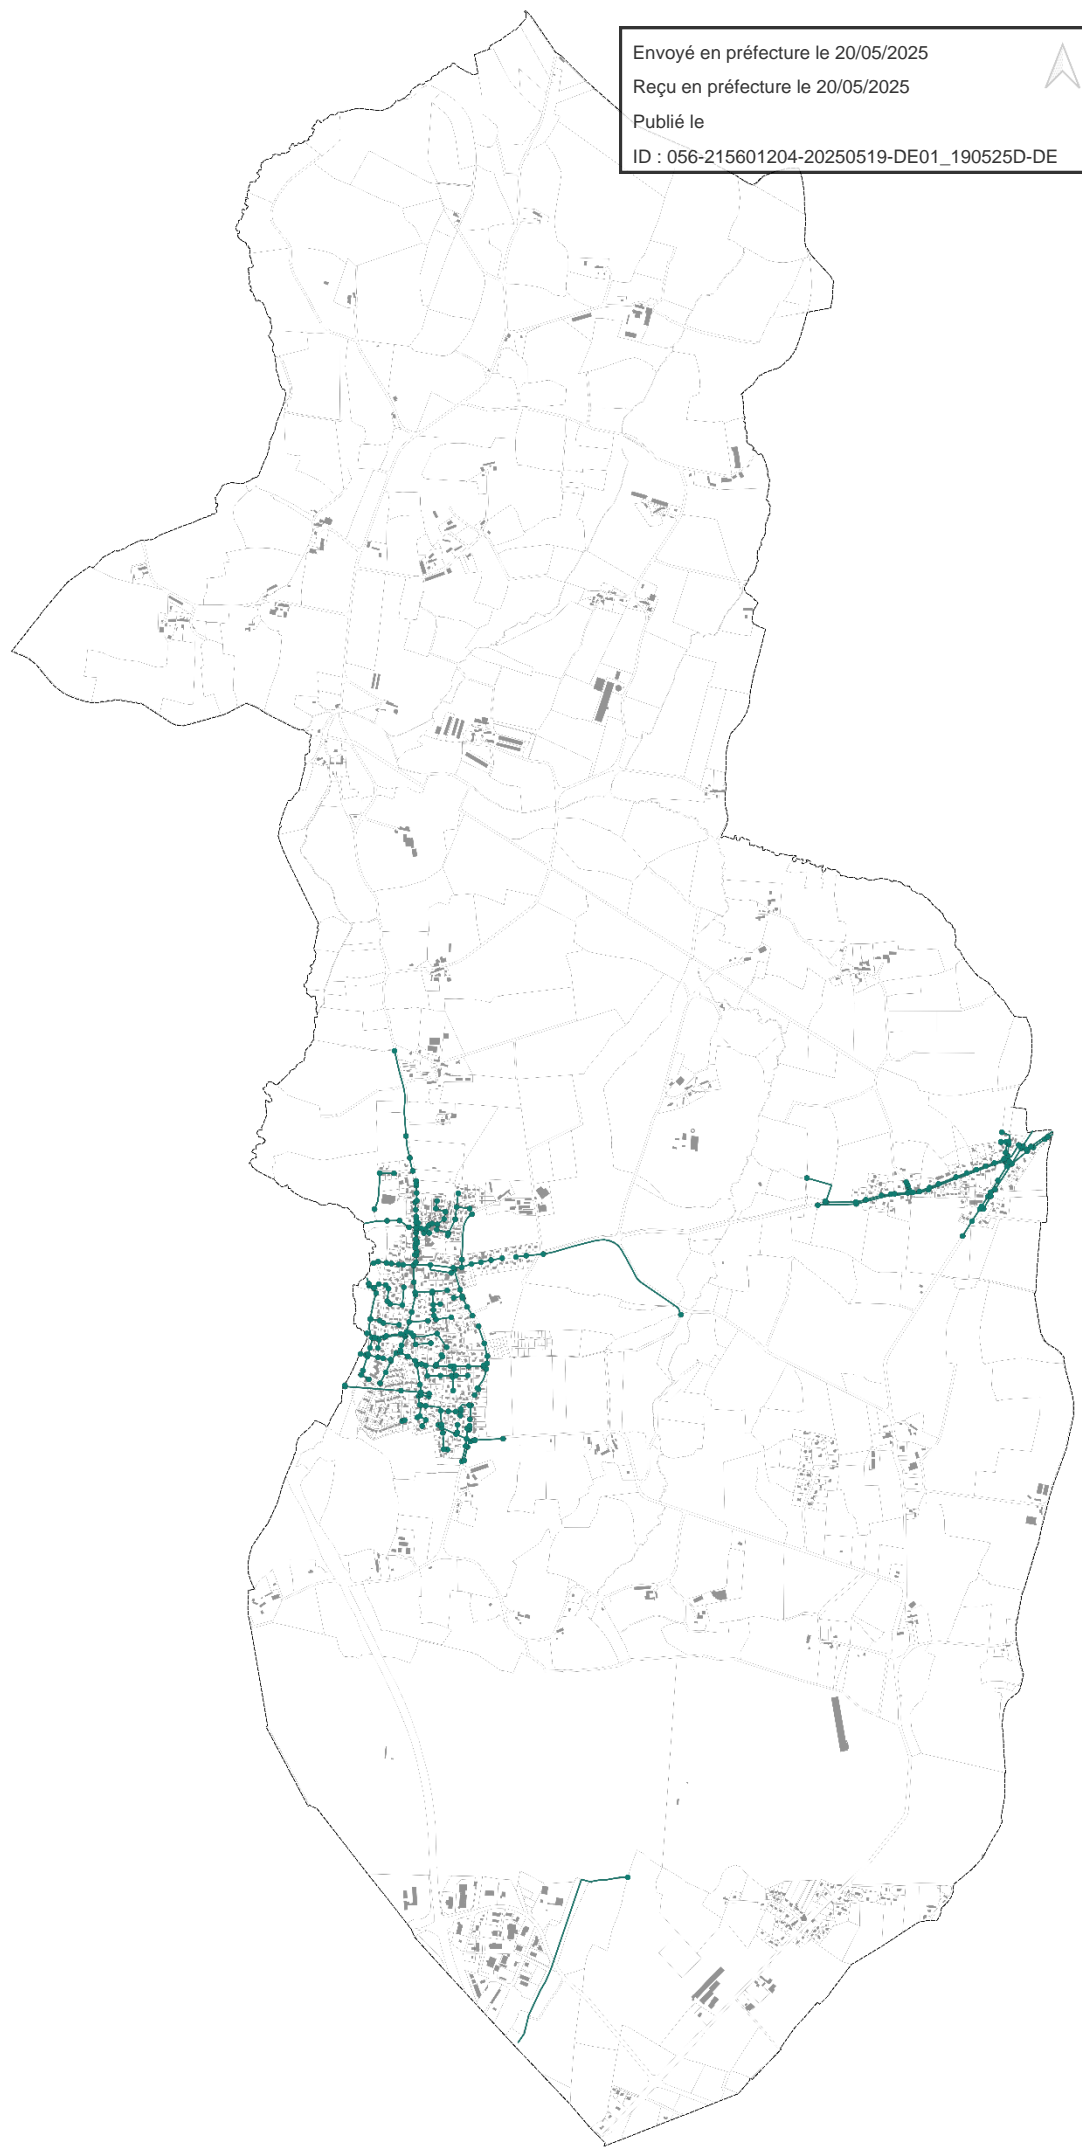 Envoyé en préfecture le 20/05/2025
Reçu en préfecture le 20/05/2025
Publié le
ID : 056-215601204-20250519-DE01_190525D-DE